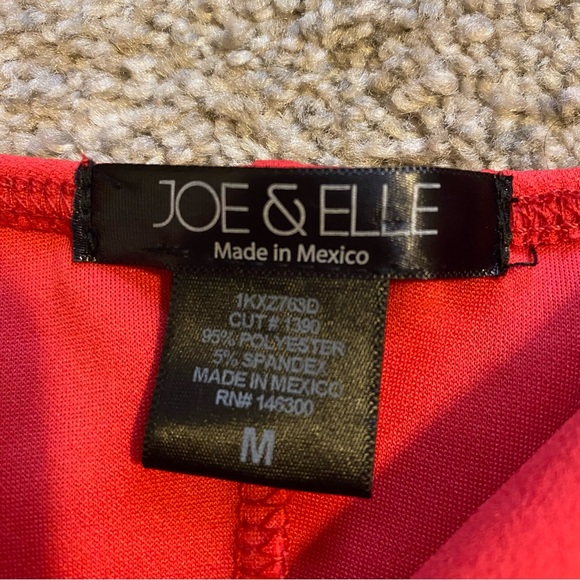 JOE & ELLE
Made in Mexico
1KXZ763D
CUT # 1390
95% POLYESTER
5% SPANDEX
MADE IN MEXICO
RN# 146300
M